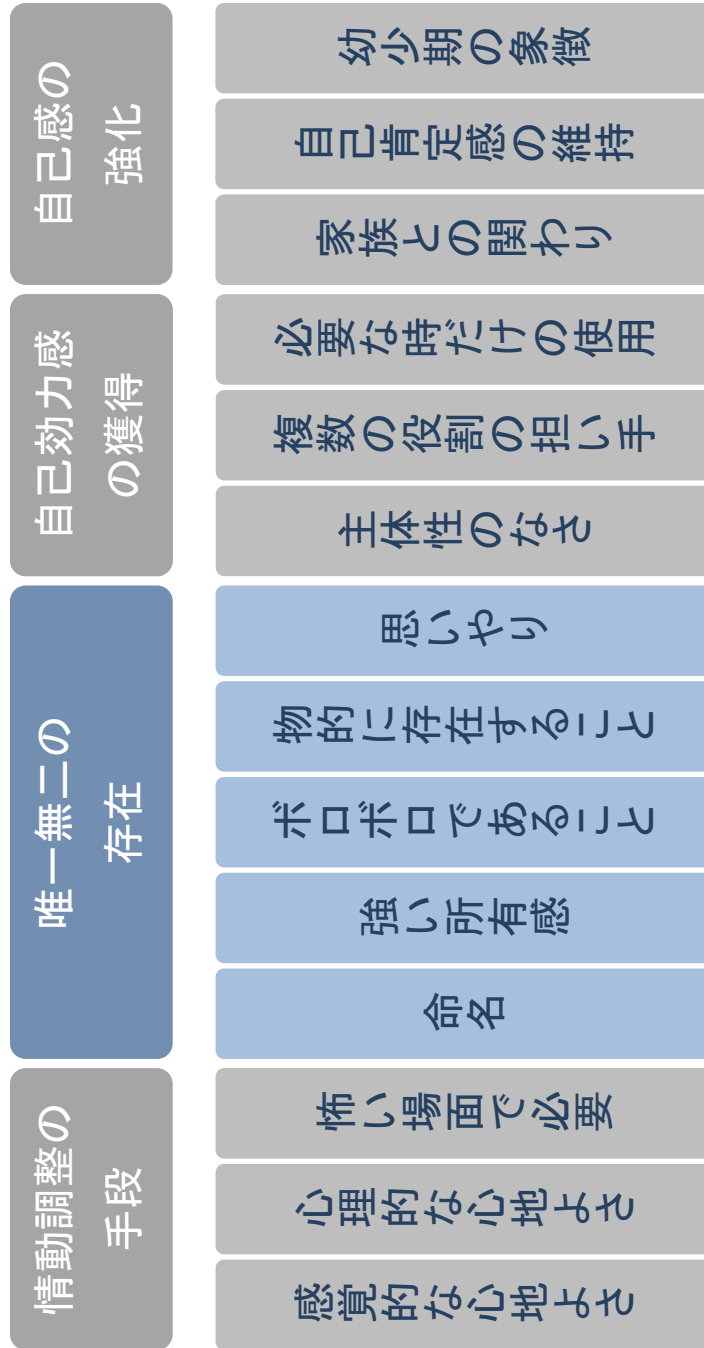 情動調整の
手段
感覚的な心地よさ
心理的な心地よさ
怖い場面で必要
唯一無二の
存在
命名
強い所有感
ボロボロであること
物的に存在すること
思いやり
自己効力感
の獲得
主体性のなさ
複数の役割の担い手
必要な時だけの使用
自己感の
強化
家族との関わり
自己肯定感の維持
幼少期の象徴